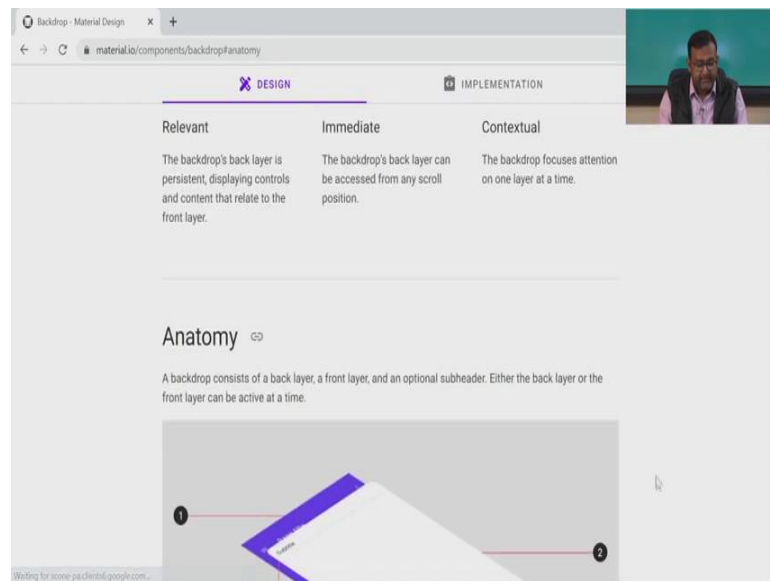 Backdrop - Material Design
material.io/components/backdrop#anatomy
DESIGN
IMPLEMENTATION
Relevant
The backdrop's back layer is
persistent, displaying controls
and content that relate to the
front layer.
Immediate
The backdrop's back layer can
be accessed from any scroll
position.
Contextual
The backdrop focuses attention
on one layer at a time.
Anatomy
A backdrop consists of a back layer, a front layer, and an optional subheader. Either the back layer or the
front layer can be active at a time.
1
Subtitle
2